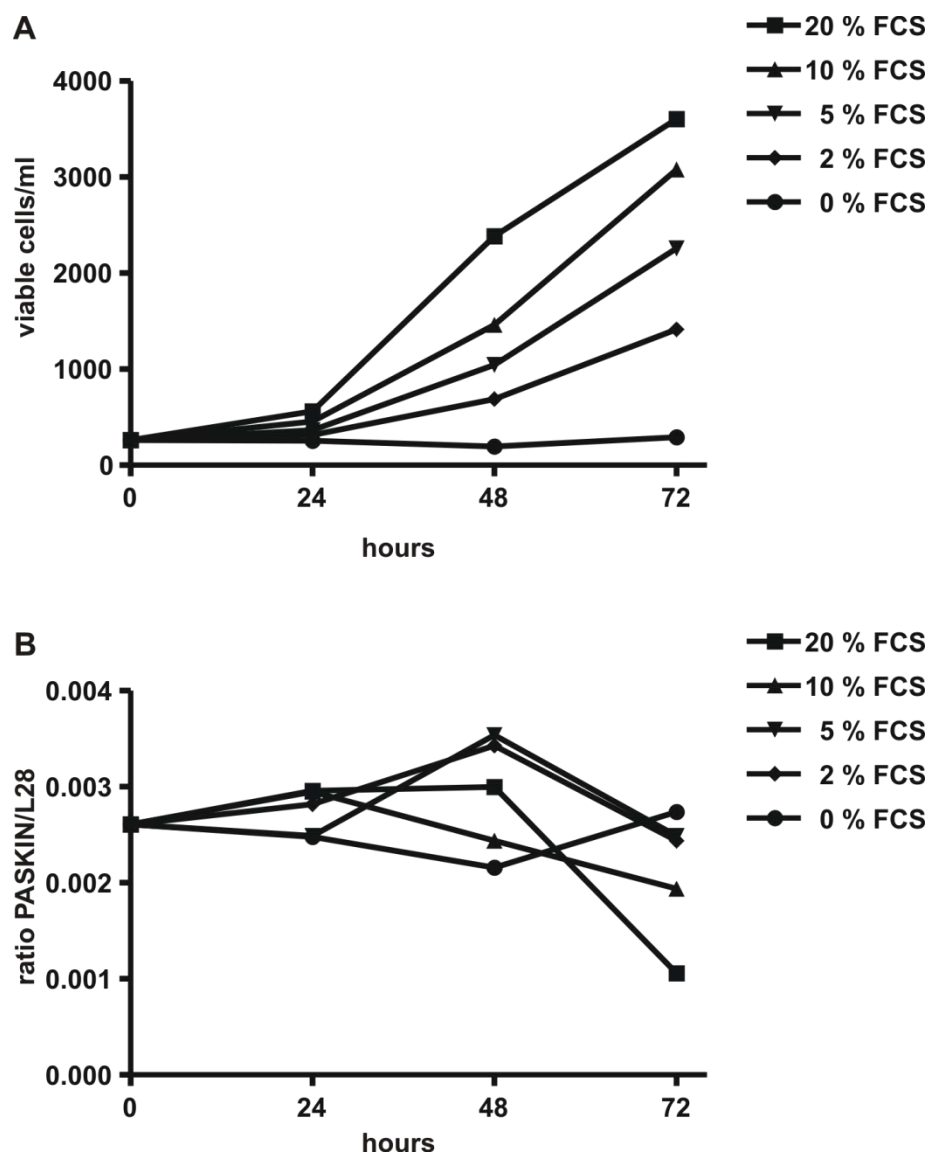 A
20 % FCS
10 % FCS
5 % FCS
2 % FCS
0 % FCS
4000
3000
2000
1000
0
viable cells/ml
0 24 48 72
hours
B
20 % FCS
10 % FCS
5 % FCS
2 % FCS
0 % FCS
0.004
0.003
0.002
0.001
0.000
ratio PASKIN/L28
0 24 48 72
hours